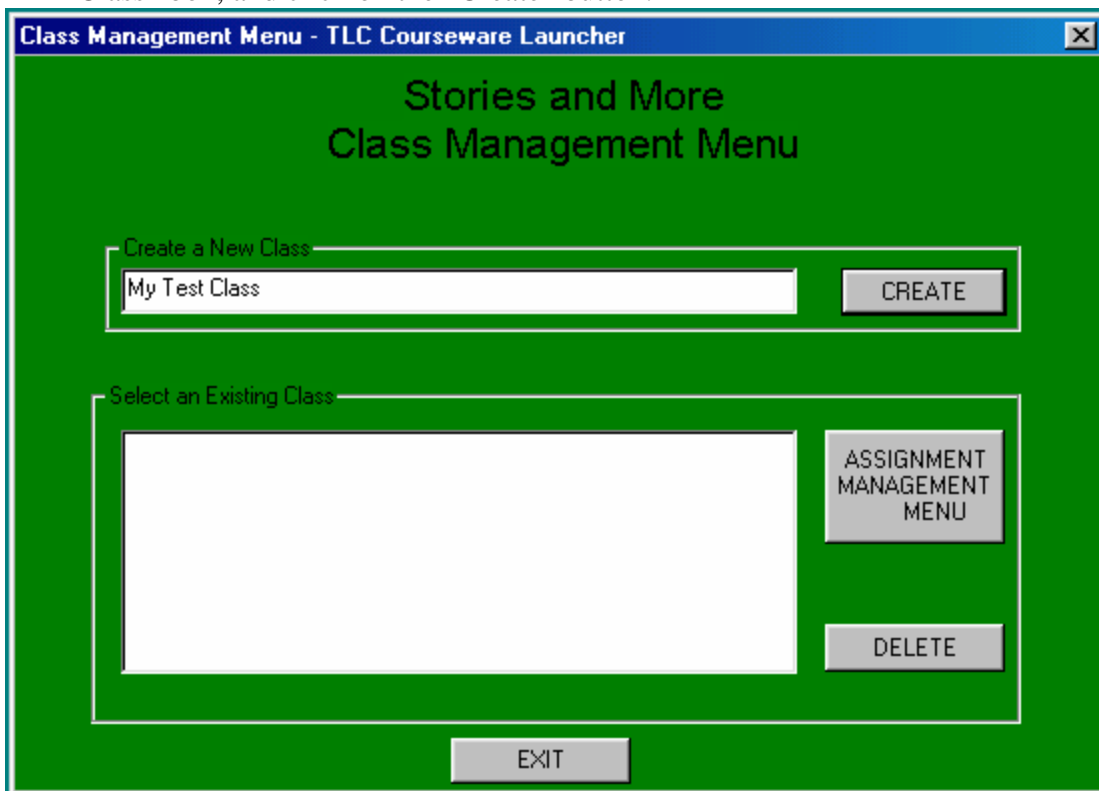 Class Management Menu - TLC Courseware Launcher
Stories and More
Class Management Menu
Create a New Class
My Test Class
CREATE
Select an Existing Class
ASSIGNMENT
MANAGEMENT
MENU
DELETE
EXIT